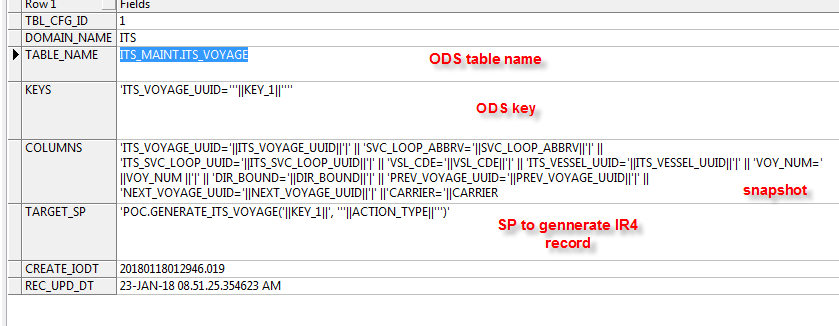 Row 1 Fields
TBL_CFG_ID 1
DOMAIN_NAME ITS
TABLE_NAME ITS_MAINT.ITS_VOYAGE
ODS table name
KEYS 'ITS_VOYAGE_UUID='''||KEY_1||''''
ODS key
COLUMNS 'ITS_VOYAGE_UUID='||ITS_VOYAGE_UUID||'|' || 'SVC_LOOP_ABBRV='||SVC_LOOP_ABBRV||'|' ||
'ITS_SVC_LOOP_UUID='||ITS_SVC_LOOP_UUID||'|' || 'VSL_CDE='||VSL_CDE||'|' || 'ITS_VESSEL_UUID='||ITS_VESSEL_UUID||'|' || 'VOY_NUM='
||VOY_NUM ||'|' || 'DIR_BOUND='||DIR_BOUND||'|' || 'PREV_VOYAGE_UUID='||PREV_VOYAGE_UUID||'|' ||
'NEXT_VOYAGE_UUID='||NEXT_VOYAGE_UUID||'|' ||'CARRIER='||CARRIER
snapshot
TARGET_SP 'POC.GENERATE_ITS_VOYAGE('||KEY_1||', '''||ACTION_TYPE||''')'
SP to gennerate IR4
record
CREATE_IODT 20180118012946.019
REC_UPD_DT 23-JAN-18 08.51.25.354623 AM